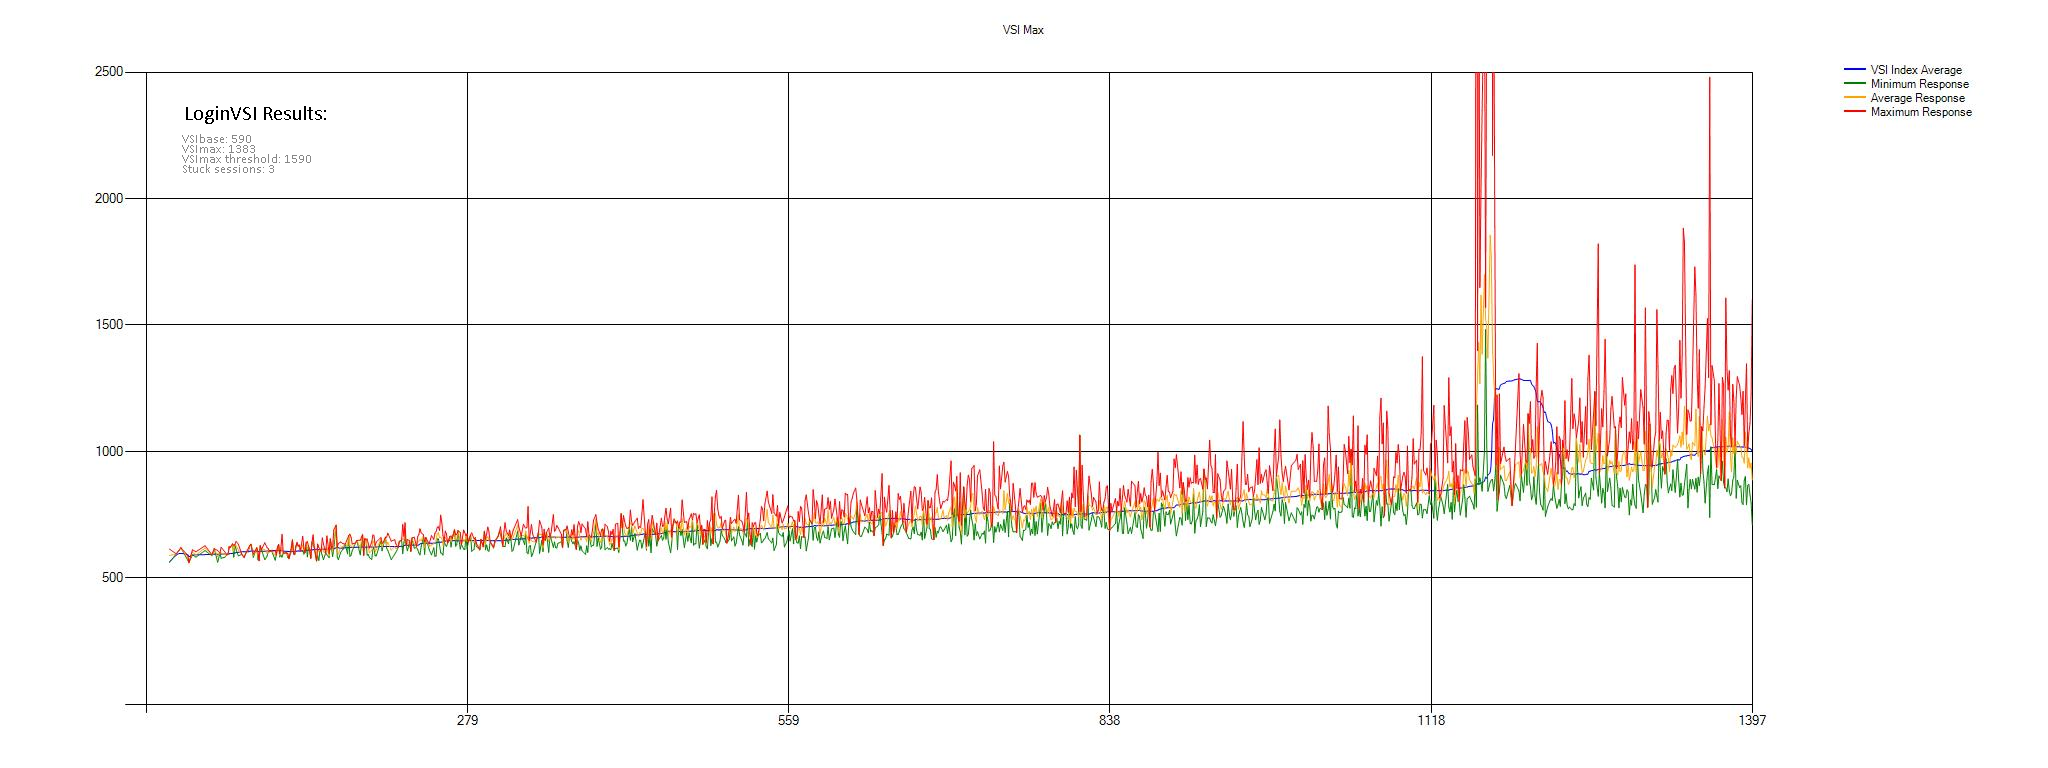 VSI Max
2500
2000
1500
1000
500
LoginVSI Results:
VSIbase: 590
VSImax: 1383
VSImax threshold: 1590
Stuck sessions: 3
VSI Index Average
Minimum Response
Average Response
Maximum Response
279
559
838
1118
1397